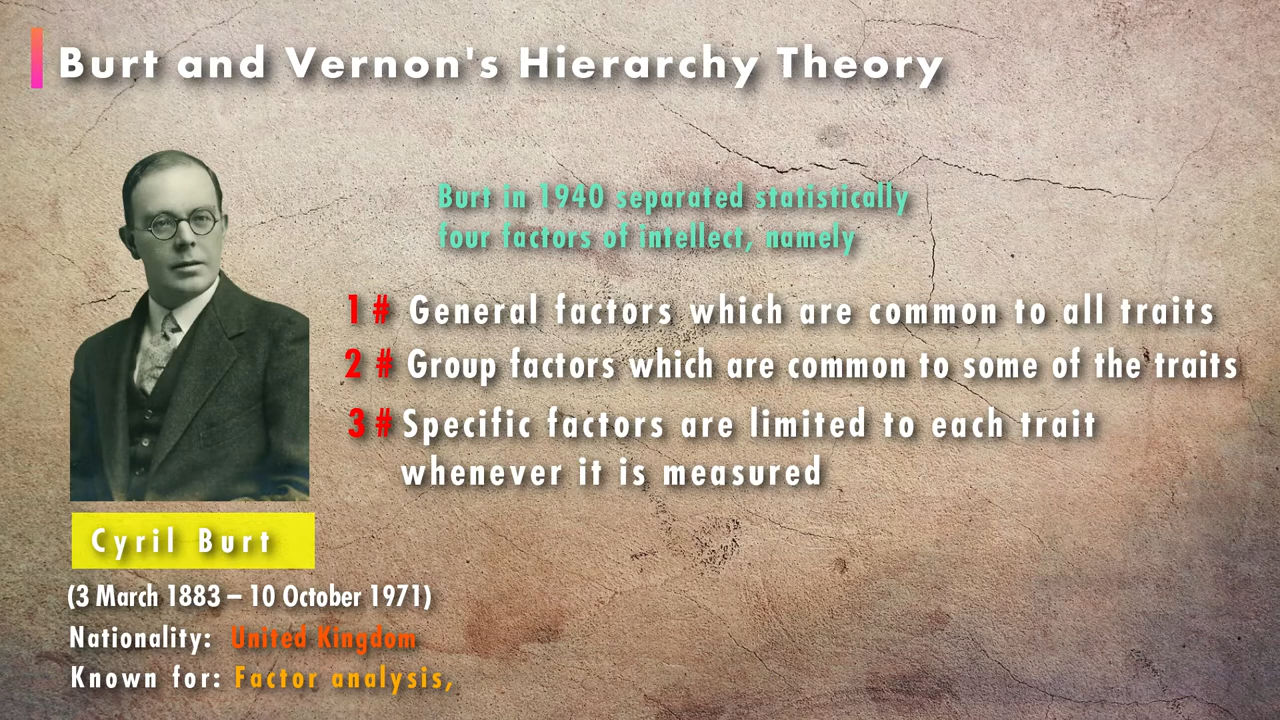 Burt and Vernon's Hierarchy Theory
Burt in 1940 separated statistically
four factors of intellect, namely
1 # General factors which are common to all traits
2 # Group factors which are common to some of the traits
3 # Specific factors are limited to each trait
whenever it is measured
Cyril Burt
(3 March 1883 – 10 October 1971)
Nationality: United Kingdom
Known for: Factor analysis,